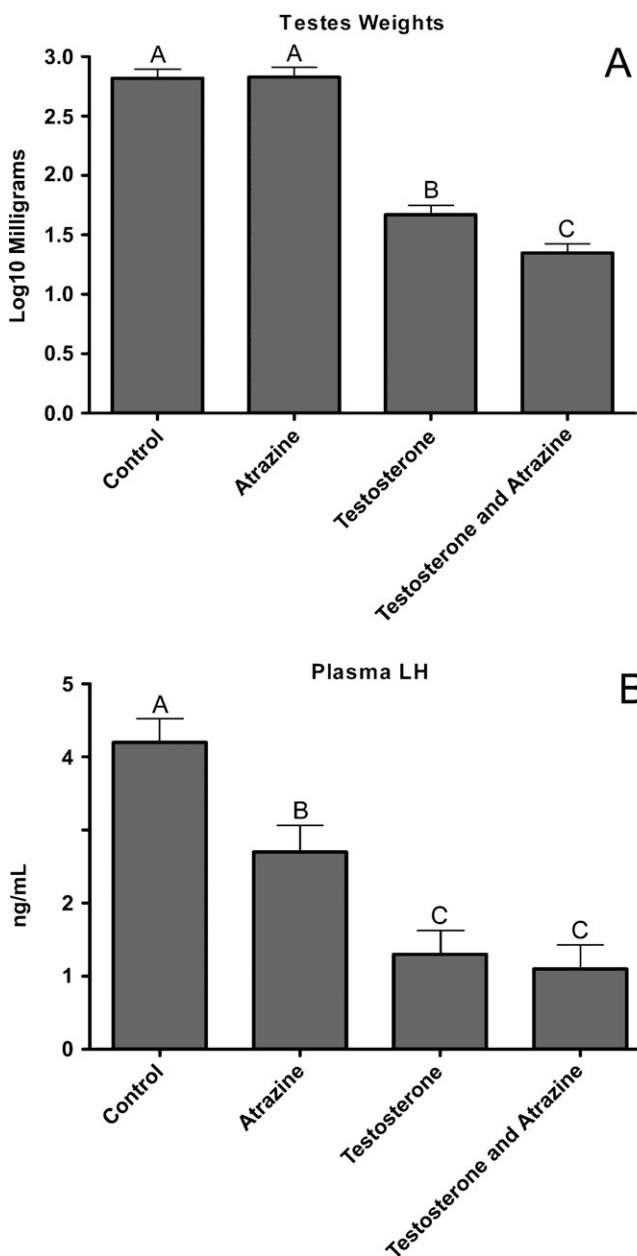 Testes Weights
A
3.0
2.5
2.0
1.5
1.0
0.5
0.0
Log10 Milligrams
A
A
B
C
Control
Atrazine
Testosterone
Testosterone and Atrazine
Plasma LH
B
5
4
2
1
0
ng/mL
A
B
C
C
Control
Atrazine
Testosterone
Testosterone and Atrazine